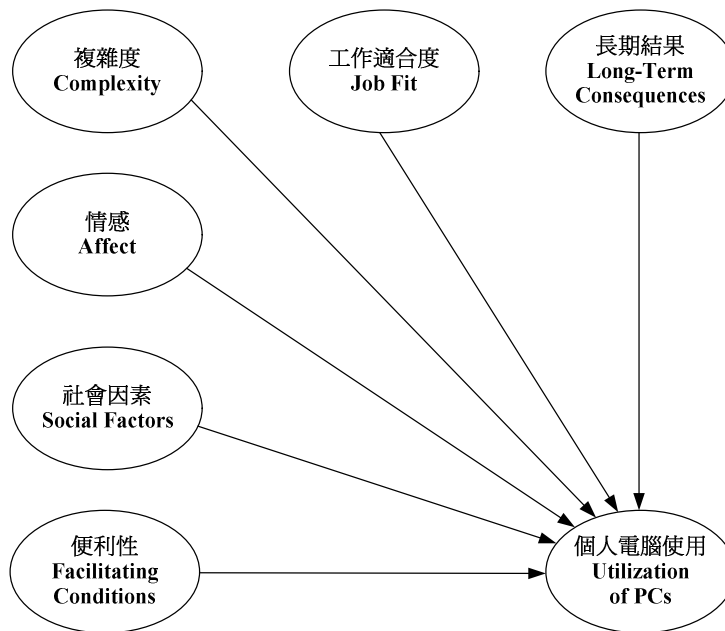 複雜度
Complexity
工作適合度
Job Fit
長期結果
Long-Term
Consequences
情感
Affect
社會因素
Social Factors
便利性
Facilitating
Conditions
個人電腦使用
Utilization
of PCs